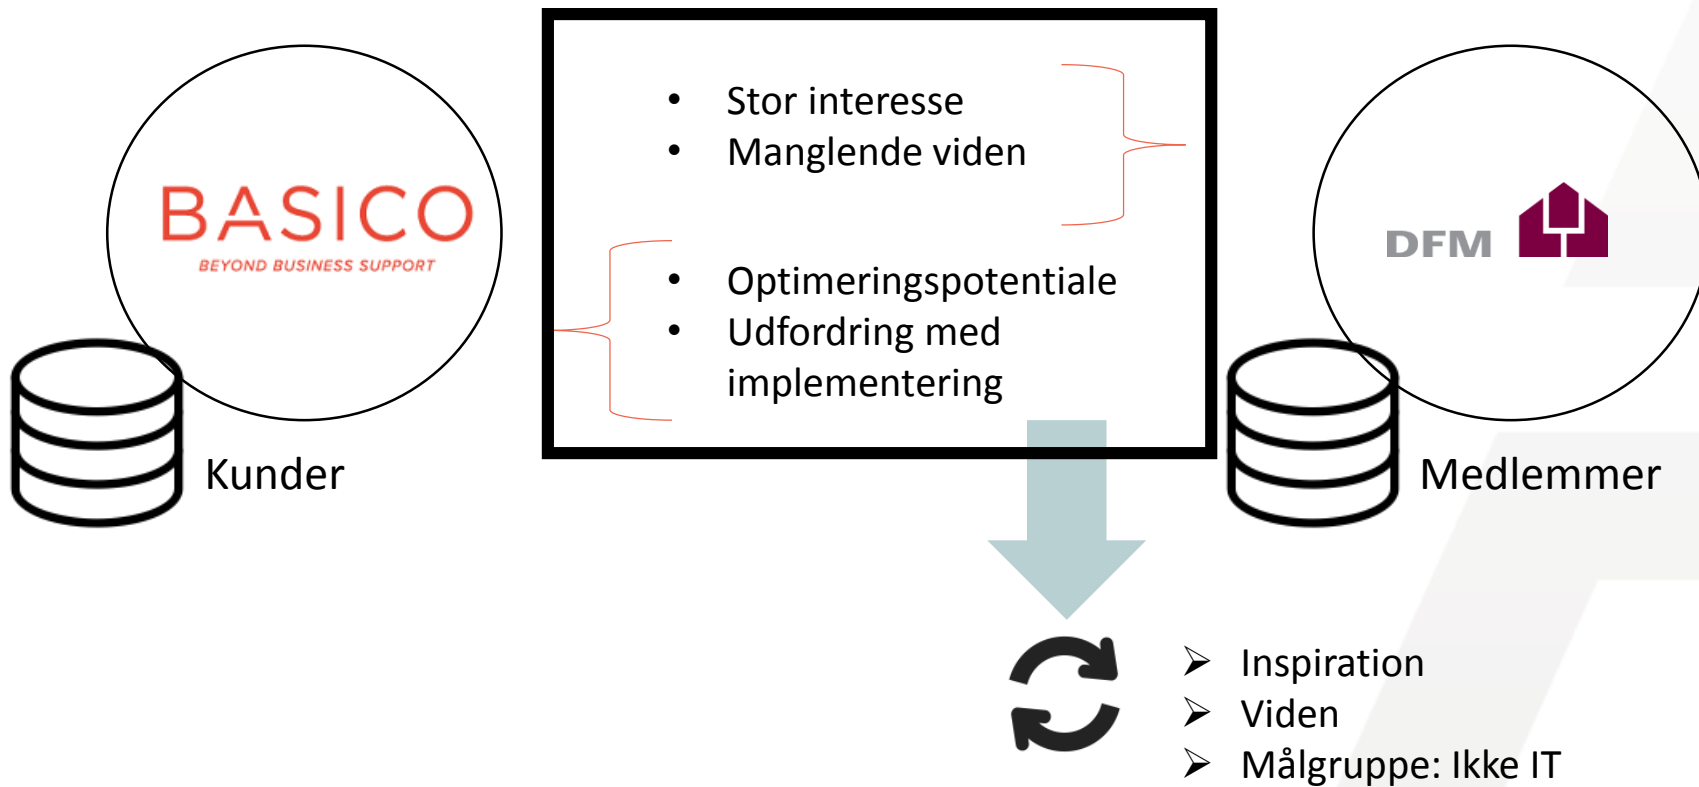 BASICO
BEYOND BUSINESS SUPPORT
Kunder
• Stor interesse
• Manglende viden
• Optimeringspotentiale
• Udfordring med
implementering
DFM
Medlemmer
➢ Inspiration
➢ Viden
➢ Målgruppe: Ikke IT